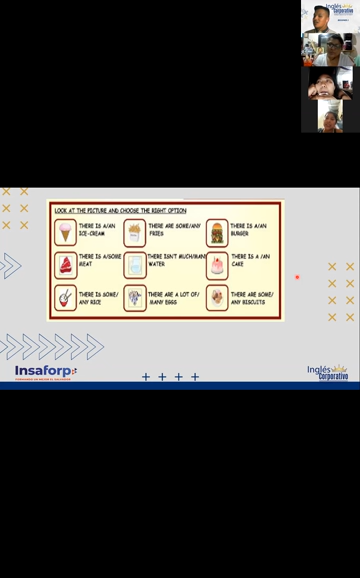 Inglés
Corporativo
LOOK AT THE PICTURE AND CHOOSE THE RIGHT OPTION
THERE IS A/AN
ICE-CREAM
THERE ARE SOME/ANY
FRIES
THERE IS A/AN
BURGER
THERE IS A/SOME
MEAT
THERE ISN'T MUCH/MANY
WATER
THERE IS A /AN
CAKE
THERE IS SOME/
ANY RICE
THERE ARE A LOT OF/
MANY EGGS
THERE ARE SOME/
ANY BISCUITS
Insaforp
Inglés
Corporativo